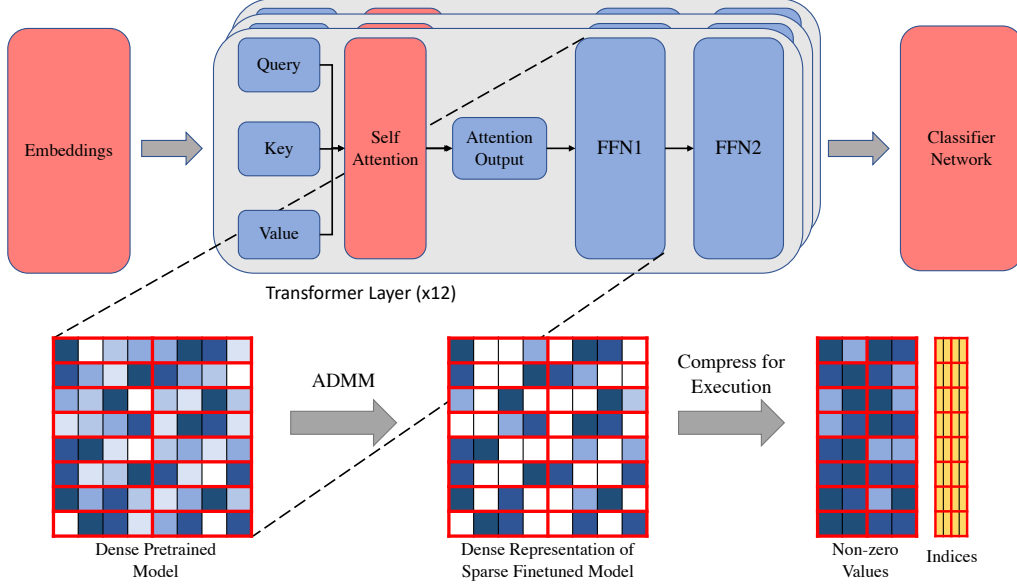 Embeddings
Query
Key
Value
Self
Attention
Attention
Output
FFN1
FFN2
Classifier
Network
Transformer Layer (x12)
ADMM
Compress for
Execution
Dense Pretrained
Model
Dense Representation of
Sparse Finetuned Model
Non-zero
Values
Indices